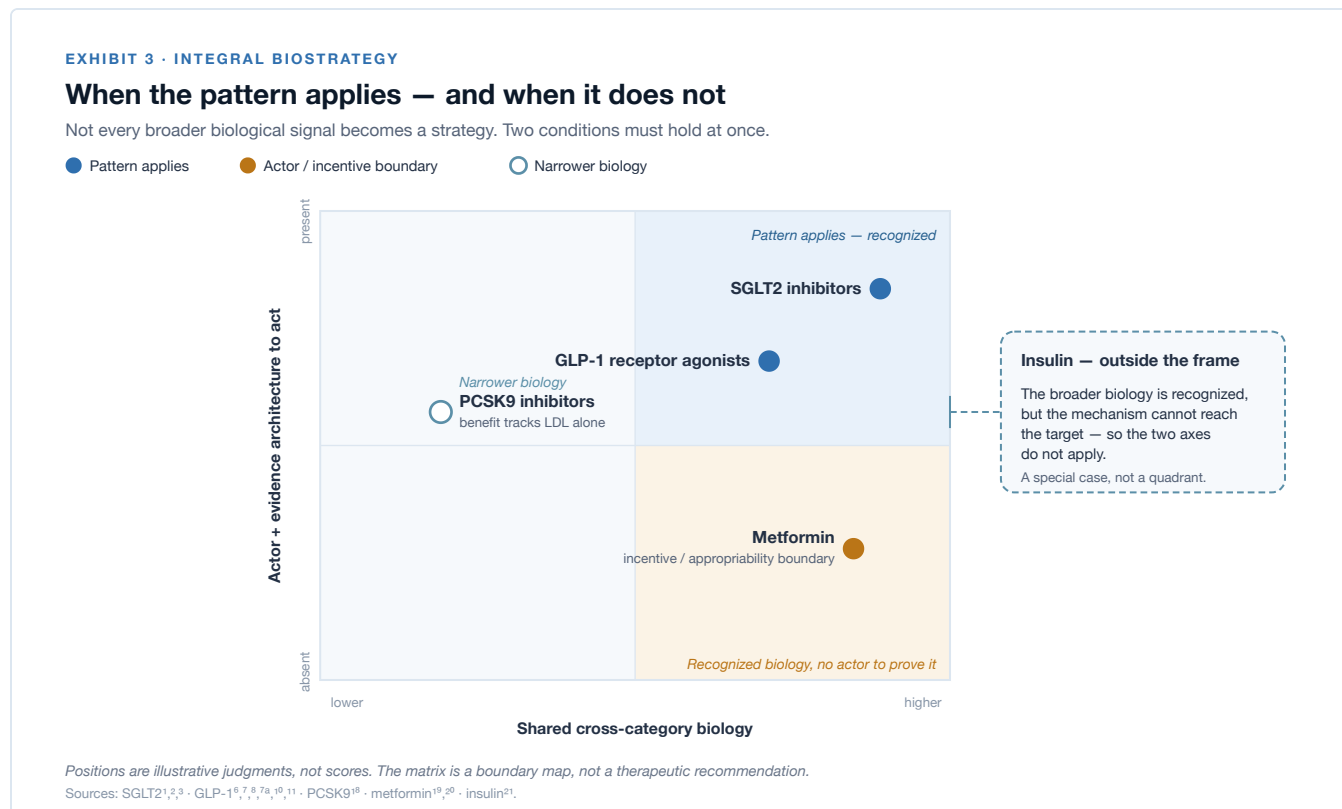 EXHIBIT 3 · INTEGRAL BIOSTRATEGY
When the pattern applies — and when it does not
Not every broader biological signal becomes a strategy. Two conditions must hold at once.
Pattern applies
Actor / incentive boundary
Narrower biology
present
Actor + evidence architecture to act
absent
Pattern applies — recognized
SGLT2 inhibitors
GLP-1 receptor agonists
Narrower biology
PCSK9 inhibitors
benefit tracks LDL alone
Metformin
incentive / appropriability boundary
Recognized biology, no actor to prove it
lower
higher
Shared cross-category biology
Insulin — outside the frame
The broader biology is recognized,
but the mechanism cannot reach
the target — so the two axes
do not apply.
A special case, not a quadrant.
Positions are illustrative judgments, not scores. The matrix is a boundary map, not a therapeutic recommendation.
Sources: SGLT2¹,²,³ · GLP-1⁶,⁷,⁸,⁷ᵃ,¹⁰,¹¹ · PCSK9¹⁸ · metformin¹⁹,²⁰ · insulin²¹.